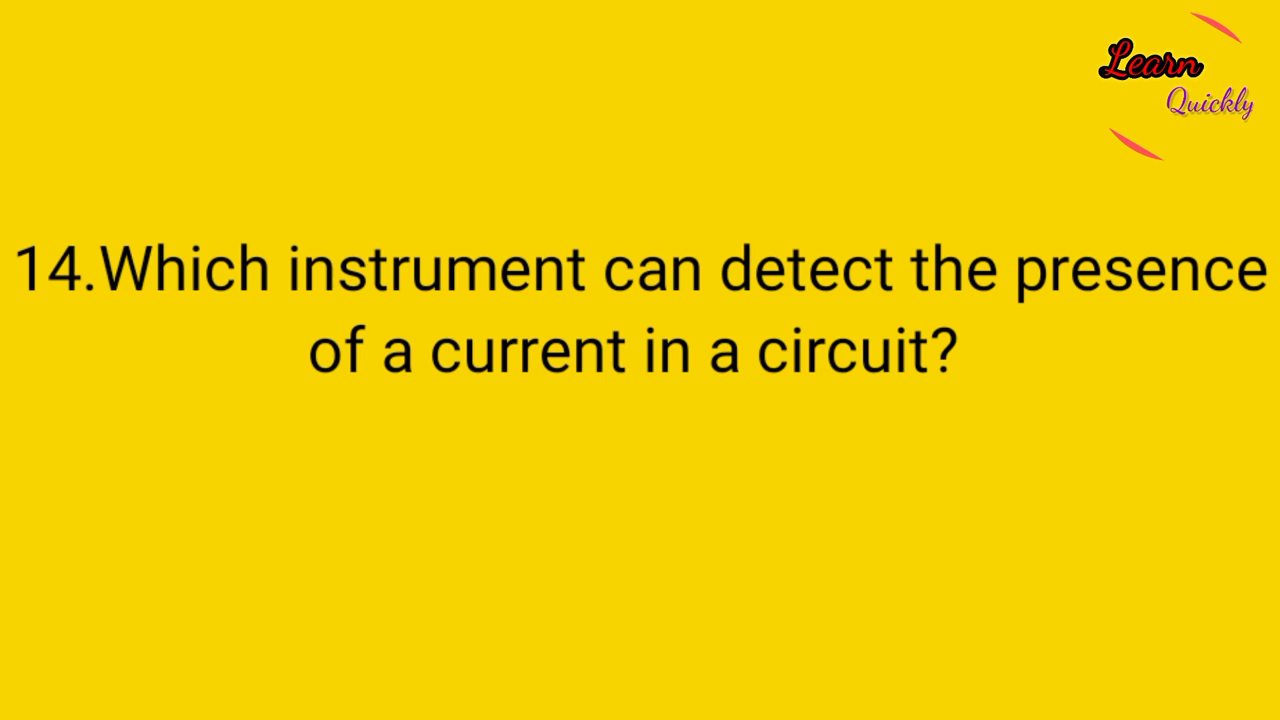 Learn
Quickly
14.Which instrument can detect the presence
of a current in a circuit?